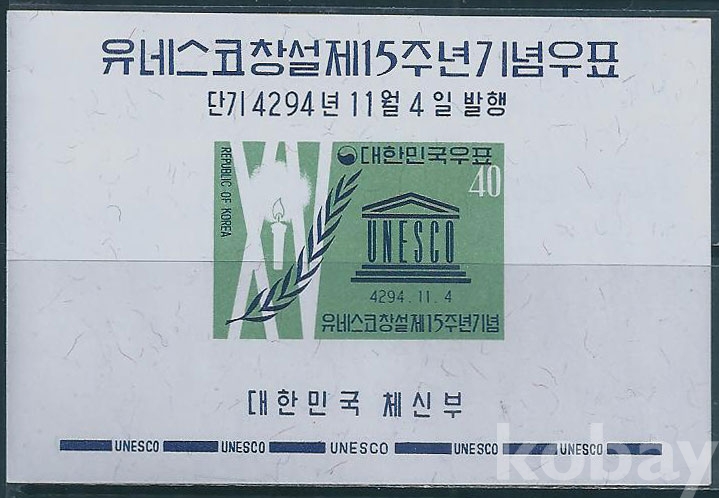 유네스코창설제15주년기념우표
단기 4294년 11월 4일 발행
REPUBLIC OF KOREA
대한민국우표
40
UNESCO
4294.11.4
유네스코창설제15주년기념
대한민국 체신부
UNESCO UNESCO UNESCO UNESCO UNESCO
kobay